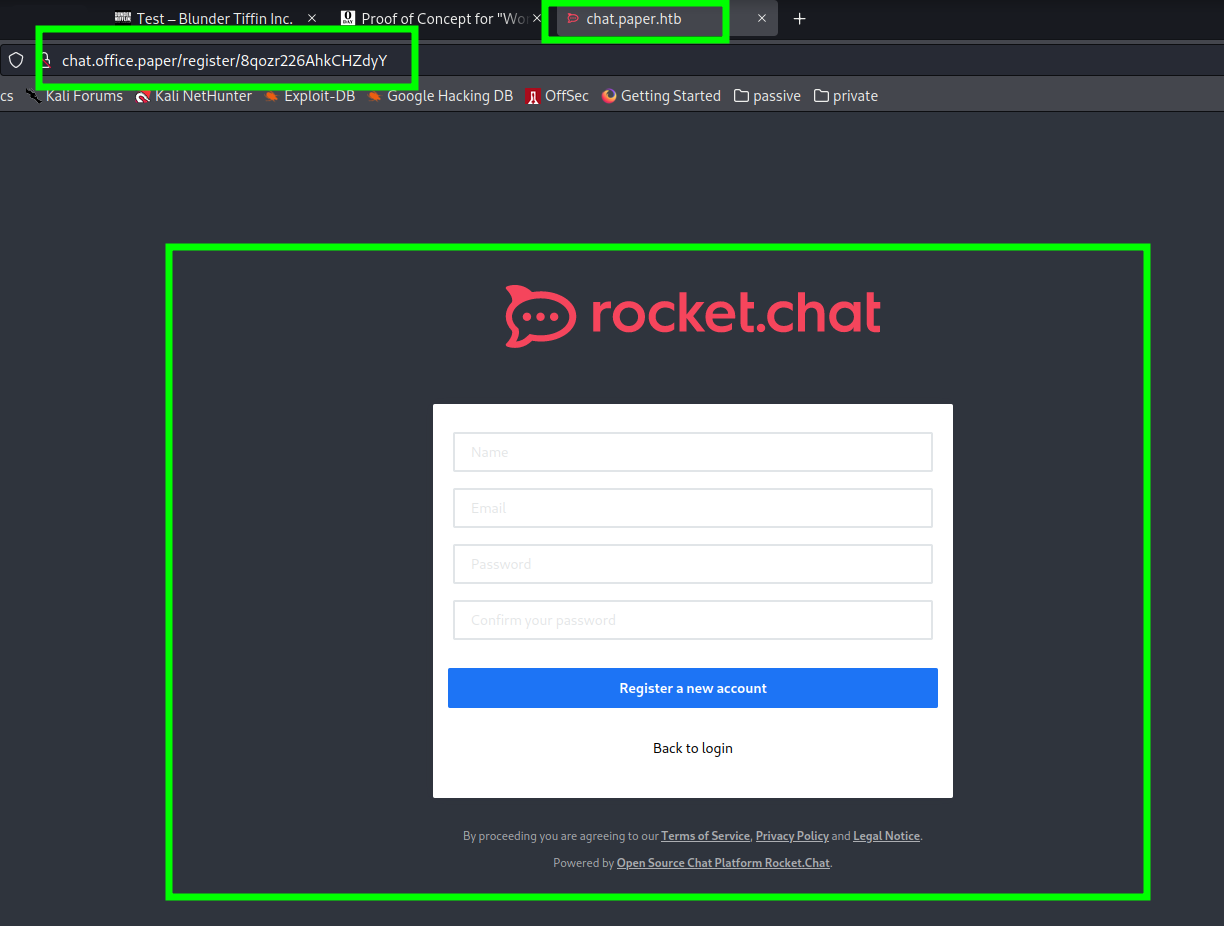 Test – Blunder Tiffin Inc.
Proof of Concept for "Wor
chat.paper.htb
chat.office.paper/register/8qozr226AhkCHZdyY
cs Kali Forums Kali NetHunter Exploit-DB Google Hacking DB OffSec Getting Started passive private
rocket.chat
Name
Email
Password
Confirm your password
Register a new account
Back to login
By proceeding you are agreeing to our Terms of Service, Privacy Policy and Legal Notice.
Powered by Open Source Chat Platform Rocket.Chat.